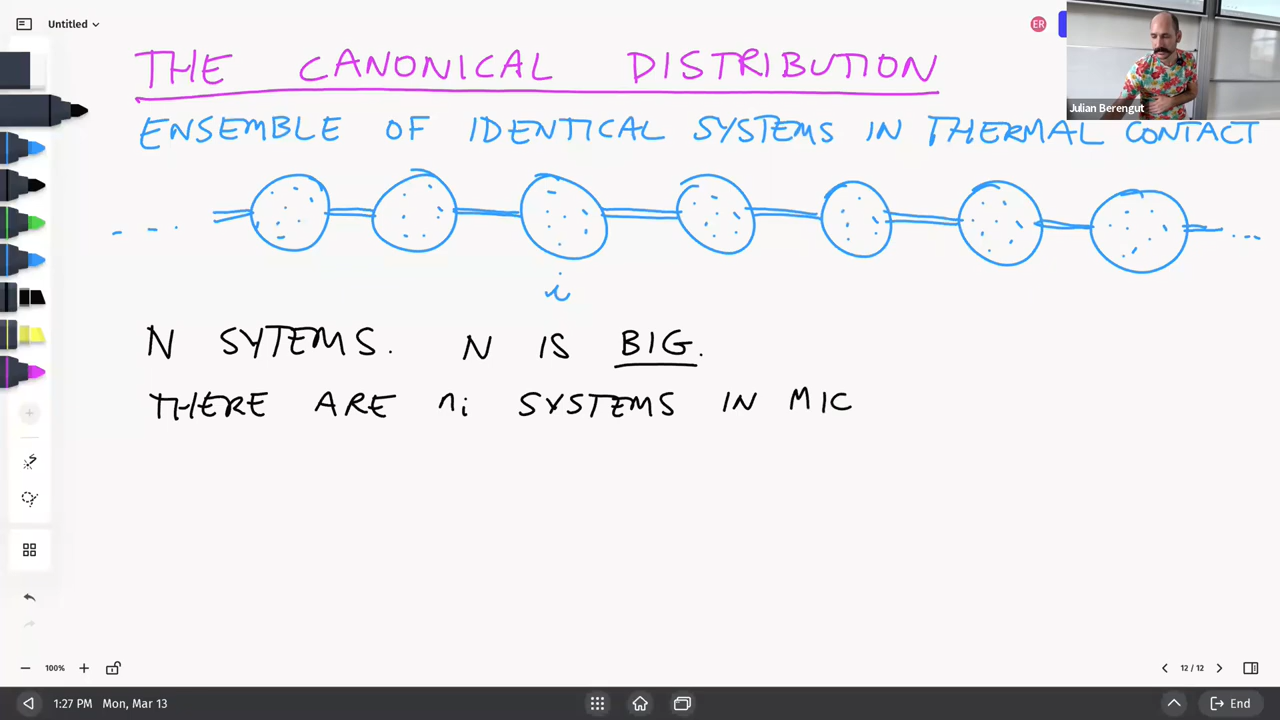 Untitled
ER
Julian Berengut
THE CANONICAL DISTRIBUTION
ENSEMBLE OF IDENTICAL SYSTEMS IN THERMAL CONTACT
i
N SYTEMS. N IS BIG.
THERE ARE ni SYSTEMS IN MIC
100%
12 / 12
1:27 PM Mon, Mar 13
End